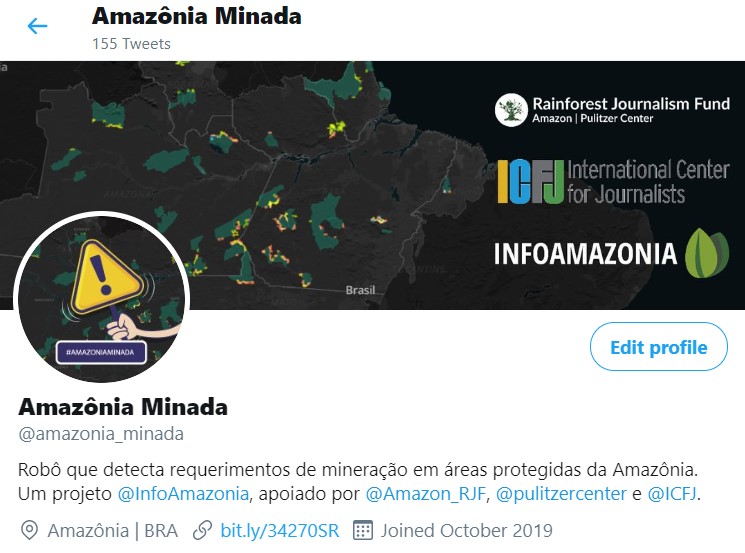 Amazônia Minada
155 Tweets
Rainforest Journalism Fund
Amazon | Pulitzer Center
ICFJ International Center
for Journalists
INFOAMAZONIA
Brasil
#AMAZONIAMINADA
Edit profile
Amazônia Minada
@amazonia_minada
Robô que detecta requerimentos de mineração em áreas protegidas da Amazônia.
Um projeto @InfoAmazonia, apoiado por @Amazon_RJF, @pulitzercenter e @ICFJ.
Amazônia | BRA bit.ly/34270SR Joined October 2019